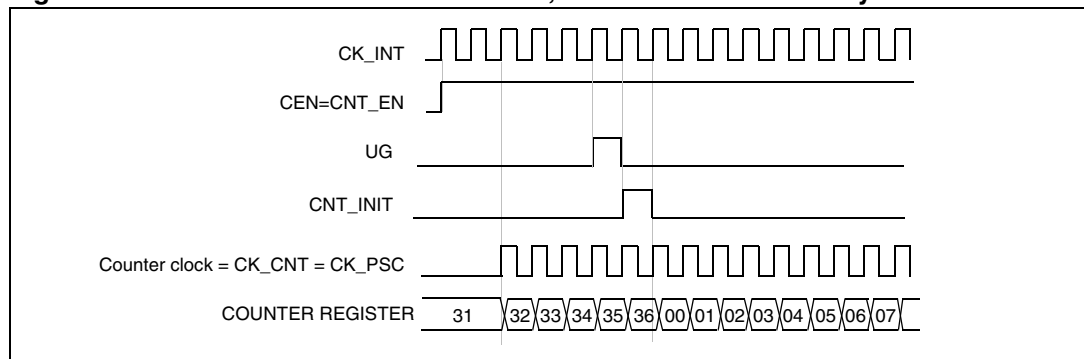 CK_INT
CEN=CNT_EN
UG
CNT_INIT
Counter clock = CK_CNT = CK_PSC
COUNTER REGISTER 31 32 33 34 35 36 00 01 02 03 04 05 06 07